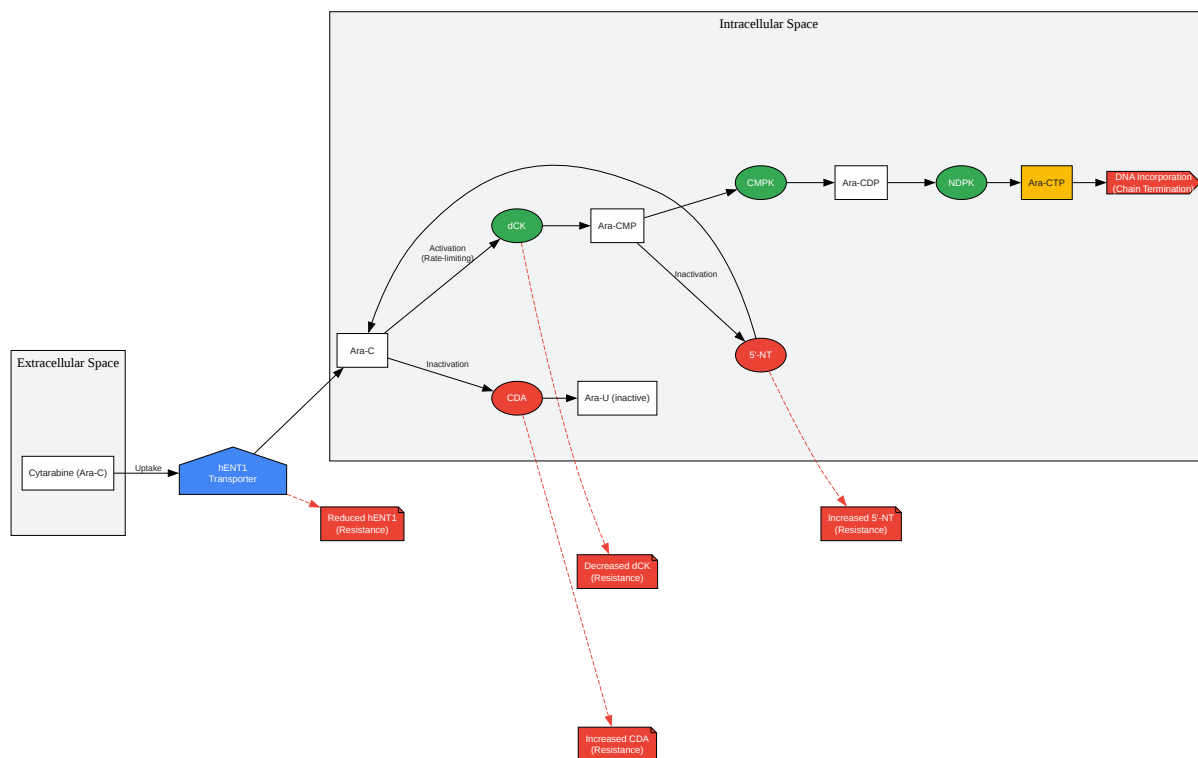 Intracellular Space
CMPK
Ara-CDP
NDPK
Ara-CTP
DNA Incorporation
(Chain Termination)
dCK
Ara-CMP
Activation
(Rate-limiting)
Inactivation
Ara-C
5'-NT
Inactivation
Extracellular Space
CDA
Ara-U (inactive)
Cytarabine (Ara-C)
Uptake
hENT1
Transporter
Reduced hENT1
(Resistance)
Increased 5'-NT
(Resistance)
Decreased dCK
(Resistance)
Increased CDA
(Resistance)